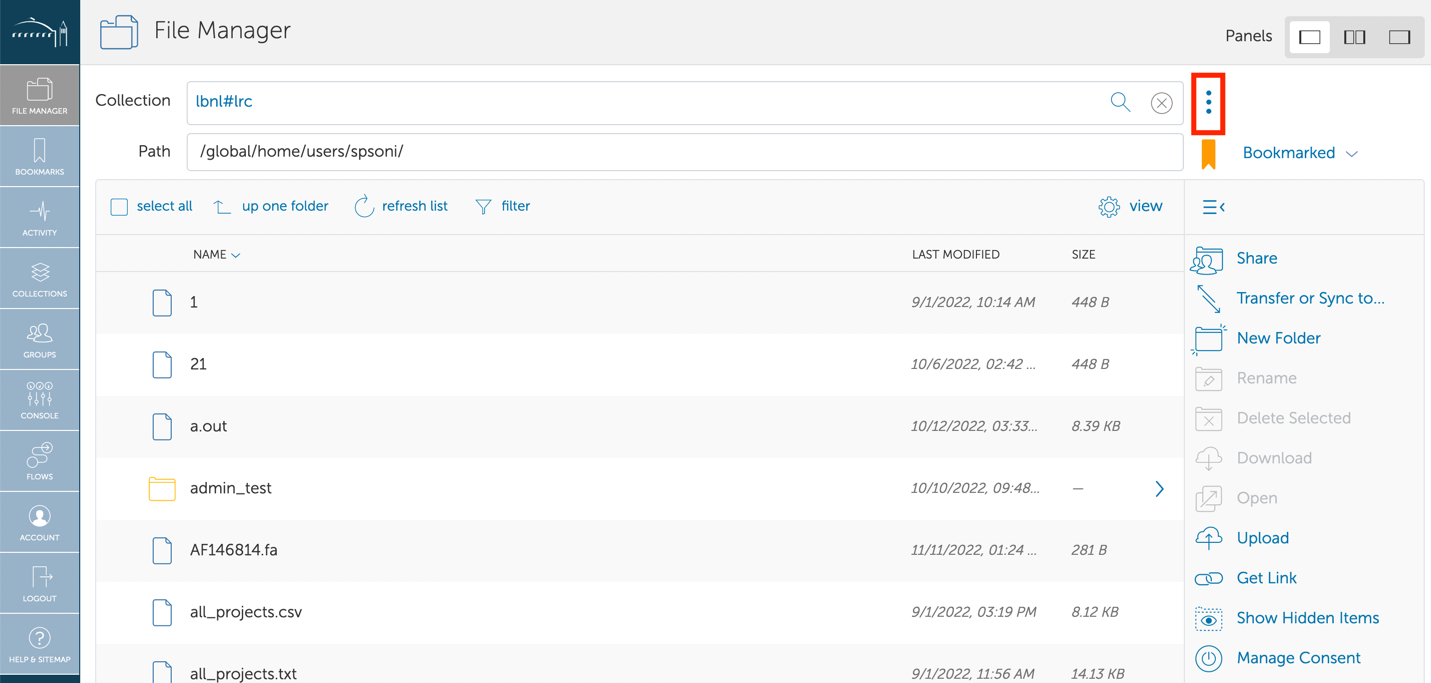 File Manager
Panels
FILE MANAGER
BOOKMARKS
ACTIVITY
COLLECTIONS
GROUPS
CONSOLE
FLOWS
ACCOUNT
LOGOUT
HELP & SITEMAP
Collection lbnl#lrc
Path /global/home/users/spsoni/
Bookmarked
select all up one folder refresh list filter view
NAME LAST MODIFIED SIZE
1 9/1/2022, 10:14 AM 448 B
21 10/6/2022, 02:42 ... 448 B
a.out 10/12/2022, 03:33... 8.39 KB
admin_test 10/10/2022, 09:48... —
AF146814.fa 11/11/2022, 01:24 ... 281 B
all_projects.csv 9/1/2022, 03:19 PM 8.12 KB
all_projects.txt 9/1/2022, 11:56 AM 14.13 KB
Share
Transfer or Sync to...
New Folder
Rename
Delete Selected
Download
Open
Upload
Get Link
Show Hidden Items
Manage Consent